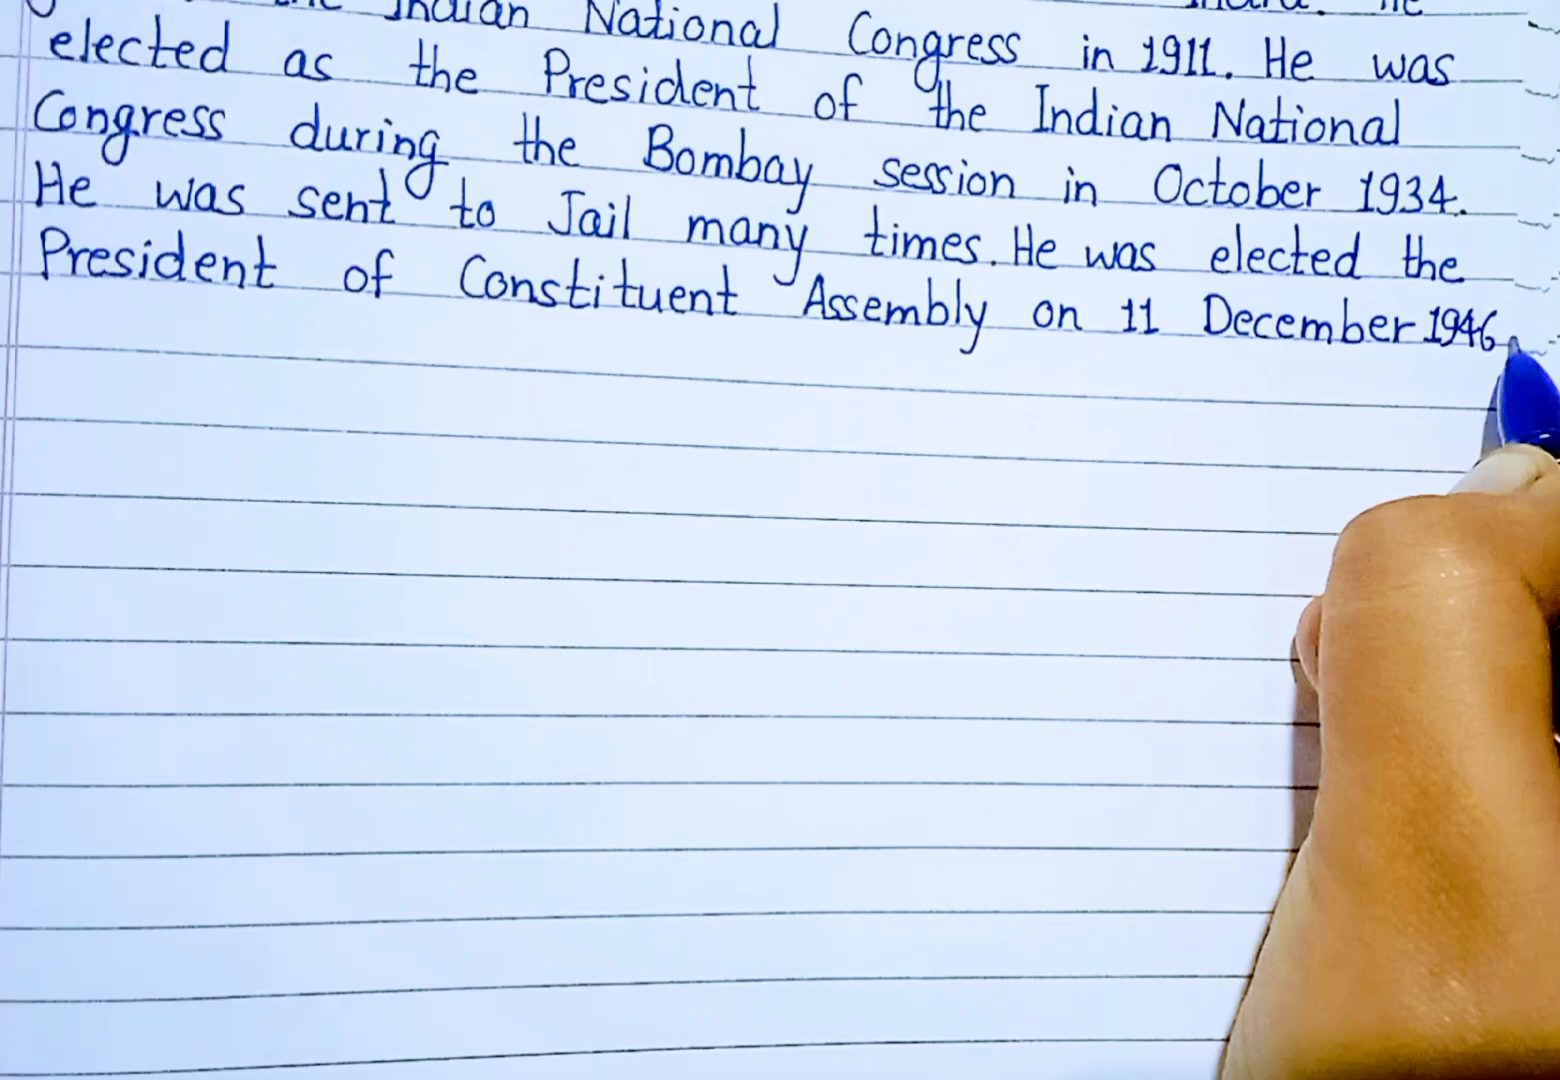 Indian National Congress in 1911. He was
elected as the President of the Indian National
Congress during the Bombay session in October 1934.
He was sent to Jail many times. He was elected the
President of Constituent Assembly on 11 December 1946